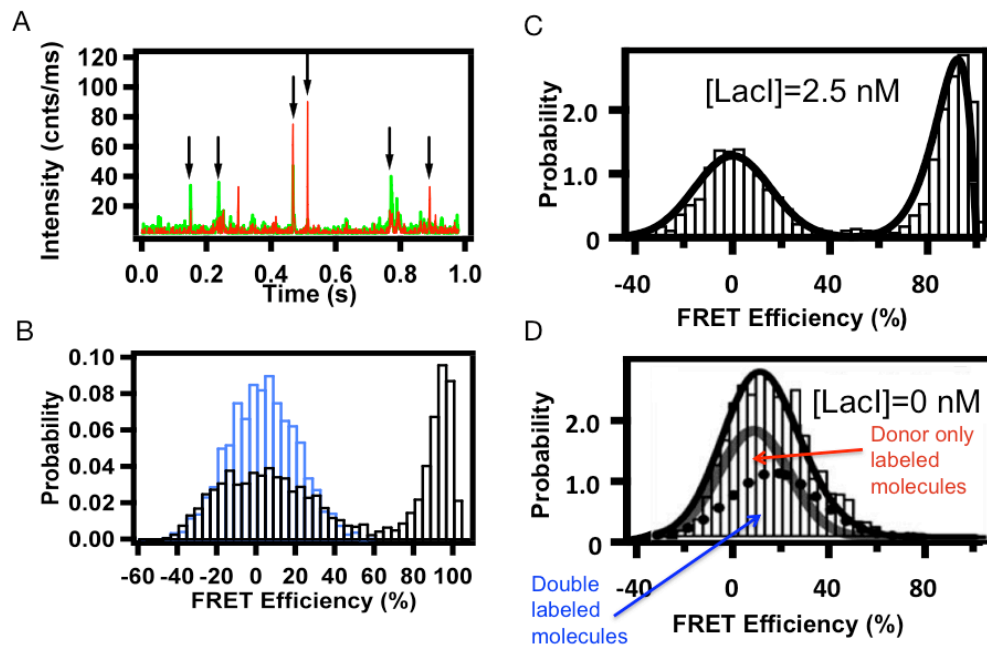 A
Intensity (cnts/ms)
120
100
80
60
40
20
0.0 0.2 0.4 0.6 0.8 1.0
Time (s)
B
Probability
0.10
0.08
0.06
0.04
0.02
0.00
-60 -40 -20 0 20 40 60 80 100
FRET Efficiency (%)
C
Probability
[LacI]=2.5 nM
2.0
1.0
0
-40 0 40 80
FRET Efficiency (%)
D
Probability
[LacI]=0 nM
2.0
1.0
0
Donor only
labeled
molecules
Double
labeled
molecules
-40 0 40 80
FRET Efficiency (%)